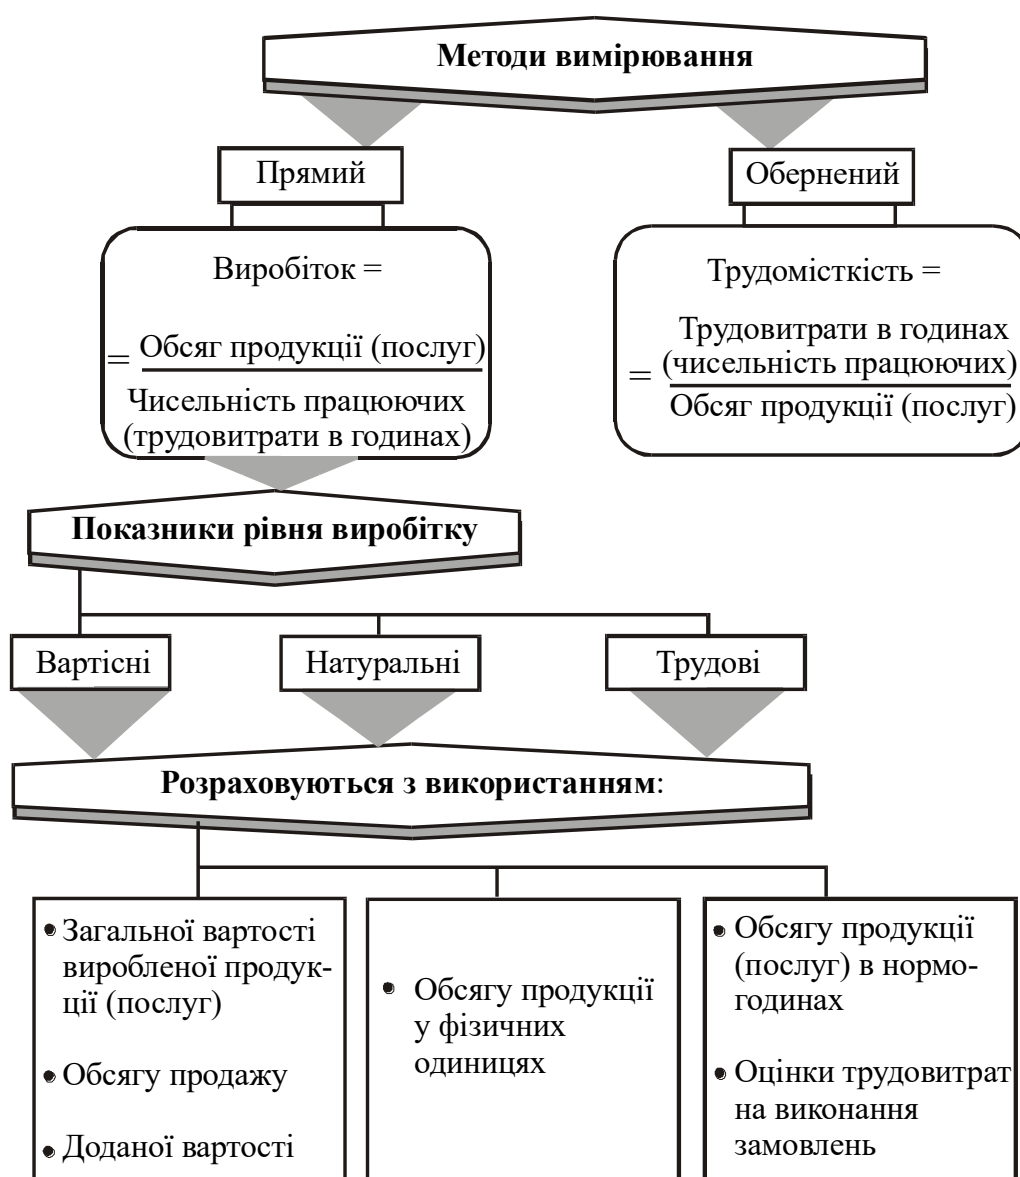 Методи вимірювання
Прямий
Обернений
Виробіток =
= Обсяг продукції (послуг)
Чисельність працюючих
(трудовитрати в годинах)
Трудомісткість =
Трудовитрати в годинах
= (чисельність працюючих)
Обсяг продукції (послуг)
Показники рівня виробітку
Вартісні
Натуральні
Трудові
Розраховуються з використанням:
• Загальної вартості
виробленої продук-
ції (послуг)
• Обсягу продажу
• Доданої вартості
• Обсягу продукції
у фізичних
одиницях
• Обсягу продукції
(послуг) в нормо-
годинах
• Оцінки трудовитрат
на виконання
замовлень